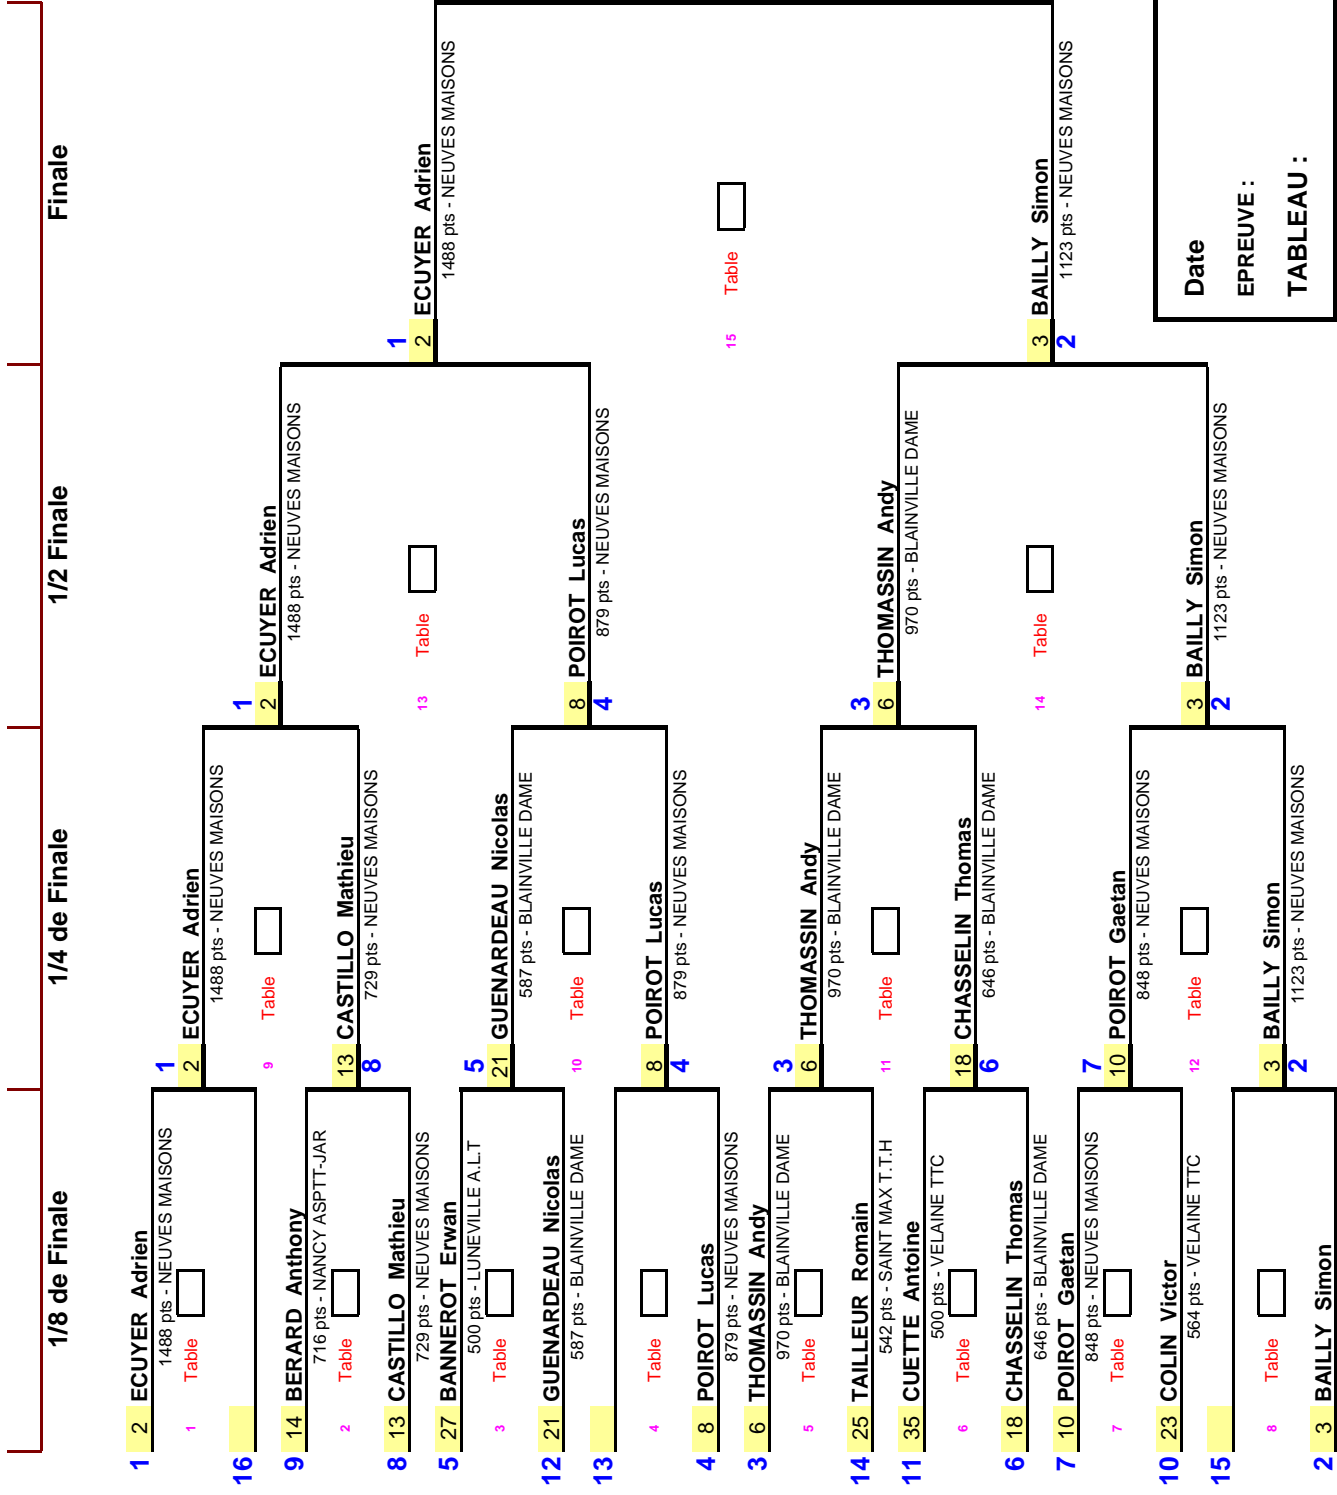 1/8 de Finale
1/4 de Finale
1/2 Finale
Finale
1
2 ECUYER Adrien
1488 pts - NEUVES MAISONS
1 Table
16
9
14 BERARD Anthony
716 pts - NANCY ASPTT-JAR
2 Table
8
13 CASTILLO Mathieu
729 pts - NEUVES MAISONS
5
27 BANNEROT Erwan
500 pts - LUNEVILLE A.L.T
3 Table
12
21 GUENARDEAU Nicolas
587 pts - BLAINVILLE DAME
13
4 Table
4
8 POIROT Lucas
879 pts - NEUVES MAISONS
3
6 THOMASSIN Andy
970 pts - BLAINVILLE DAME
5 Table
14
25 TAILLEUR Romain
542 pts - SAINT MAX T.T.H
11
35 CUETTE Antoine
500 pts - VELAINE TTC
6 Table
6
18 CHASSELIN Thomas
646 pts - BLAINVILLE DAME
7
10 POIROT Gaetan
848 pts - NEUVES MAISONS
7 Table
10
23 COLIN Victor
564 pts - VELAINE TTC
15
8 Table
2
3 BAILLY Simon
1
2 ECUYER Adrien
1488 pts - NEUVES MAISONS
9 Table
13 CASTILLO Mathieu
8
729 pts - NEUVES MAISONS
5
21 GUENARDEAU Nicolas
587 pts - BLAINVILLE DAME
10 Table
8 POIROT Lucas
4
879 pts - NEUVES MAISONS
3
6 THOMASSIN Andy
970 pts - BLAINVILLE DAME
11 Table
18 CHASSELIN Thomas
6
646 pts - BLAINVILLE DAME
7
10 POIROT Gaetan
848 pts - NEUVES MAISONS
12 Table
3 BAILLY Simon
2
1123 pts - NEUVES MAISONS
1
2 ECUYER Adrien
1488 pts - NEUVES MAISONS
13 Table
8 POIROT Lucas
4
879 pts - NEUVES MAISONS
3
6 THOMASSIN Andy
970 pts - BLAINVILLE DAME
14 Table
3 BAILLY Simon
2
1123 pts - NEUVES MAISONS
1
2 ECUYER Adrien
1488 pts - NEUVES MAISONS
15 Table
3 BAILLY Simon
2
1123 pts - NEUVES MAISONS
Date
EPREUVE :
TABLEAU :